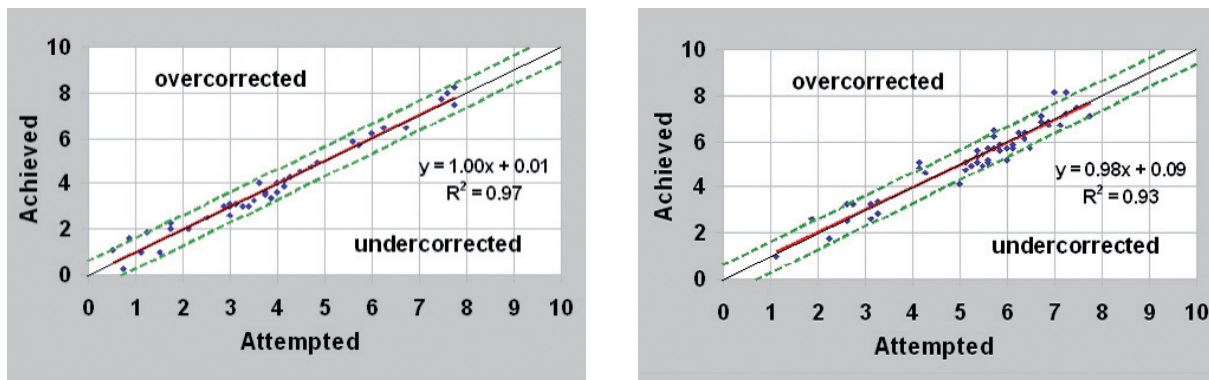 10
overcorrected
8
6
Achieved
y = 1.00x + 0.01
4
R² = 0.97
2
undercorrected
0
0 1 2 3 4 5 6 7 8 9 10
Attempted
10
overcorrected
8
6
Achieved
y = 0.98x + 0.09
4
R² = 0.93
2
undercorrected
0
0 1 2 3 4 5 6 7 8 9 10
Attempted